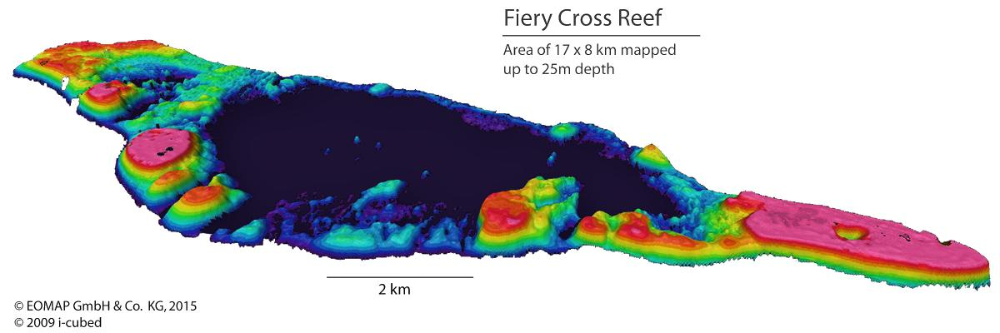 Fiery Cross Reef
Area of 17 x 8 km mapped
up to 25m depth
2 km
© EOMAP GmbH & Co. KG, 2015
© 2009 i-cubed